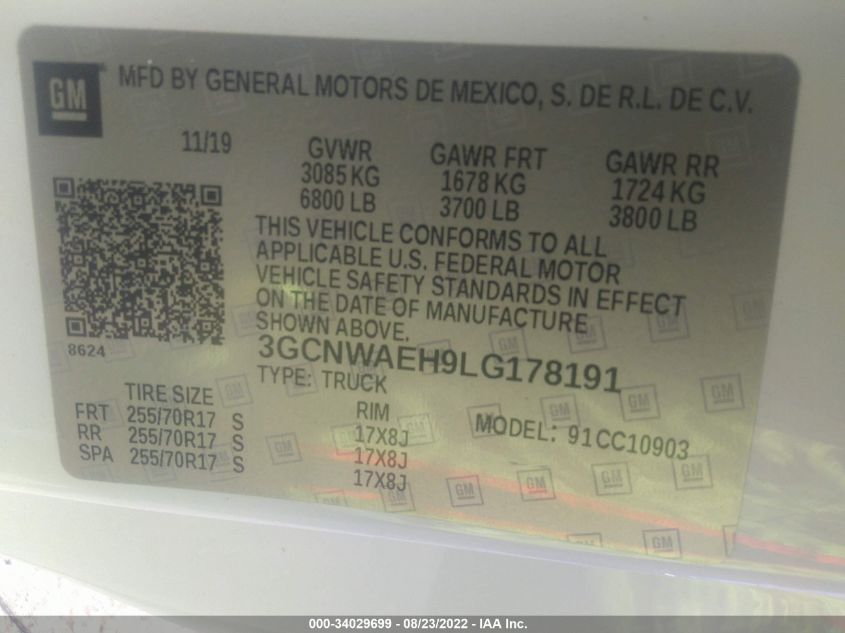 GM
MFD BY GENERAL MOTORS DE MEXICO, S. DE R.L. DE C.V.
11/19
GVWR
3085 KG
6800 LB
GAWR FRT
1678 KG
3700 LB
GAWR RR
1724 KG
3800 LB
THIS VEHICLE CONFORMS TO ALL
APPLICABLE U.S. FEDERAL MOTOR
VEHICLE SAFETY STANDARDS IN EFFECT
ON THE DATE OF MANUFACTURE
SHOWN ABOVE.
8624
3GCNWAEH9LG178191
TYPE: TRUCK
TIRE SIZE
RIM
MODEL: 91CC10903
FRT 255/70R17 S 17X8J
RR 255/70R17 S 17X8J
SPA 255/70R17 S 17X8J
000-34029699 - 08/23/2022 - IAA Inc.